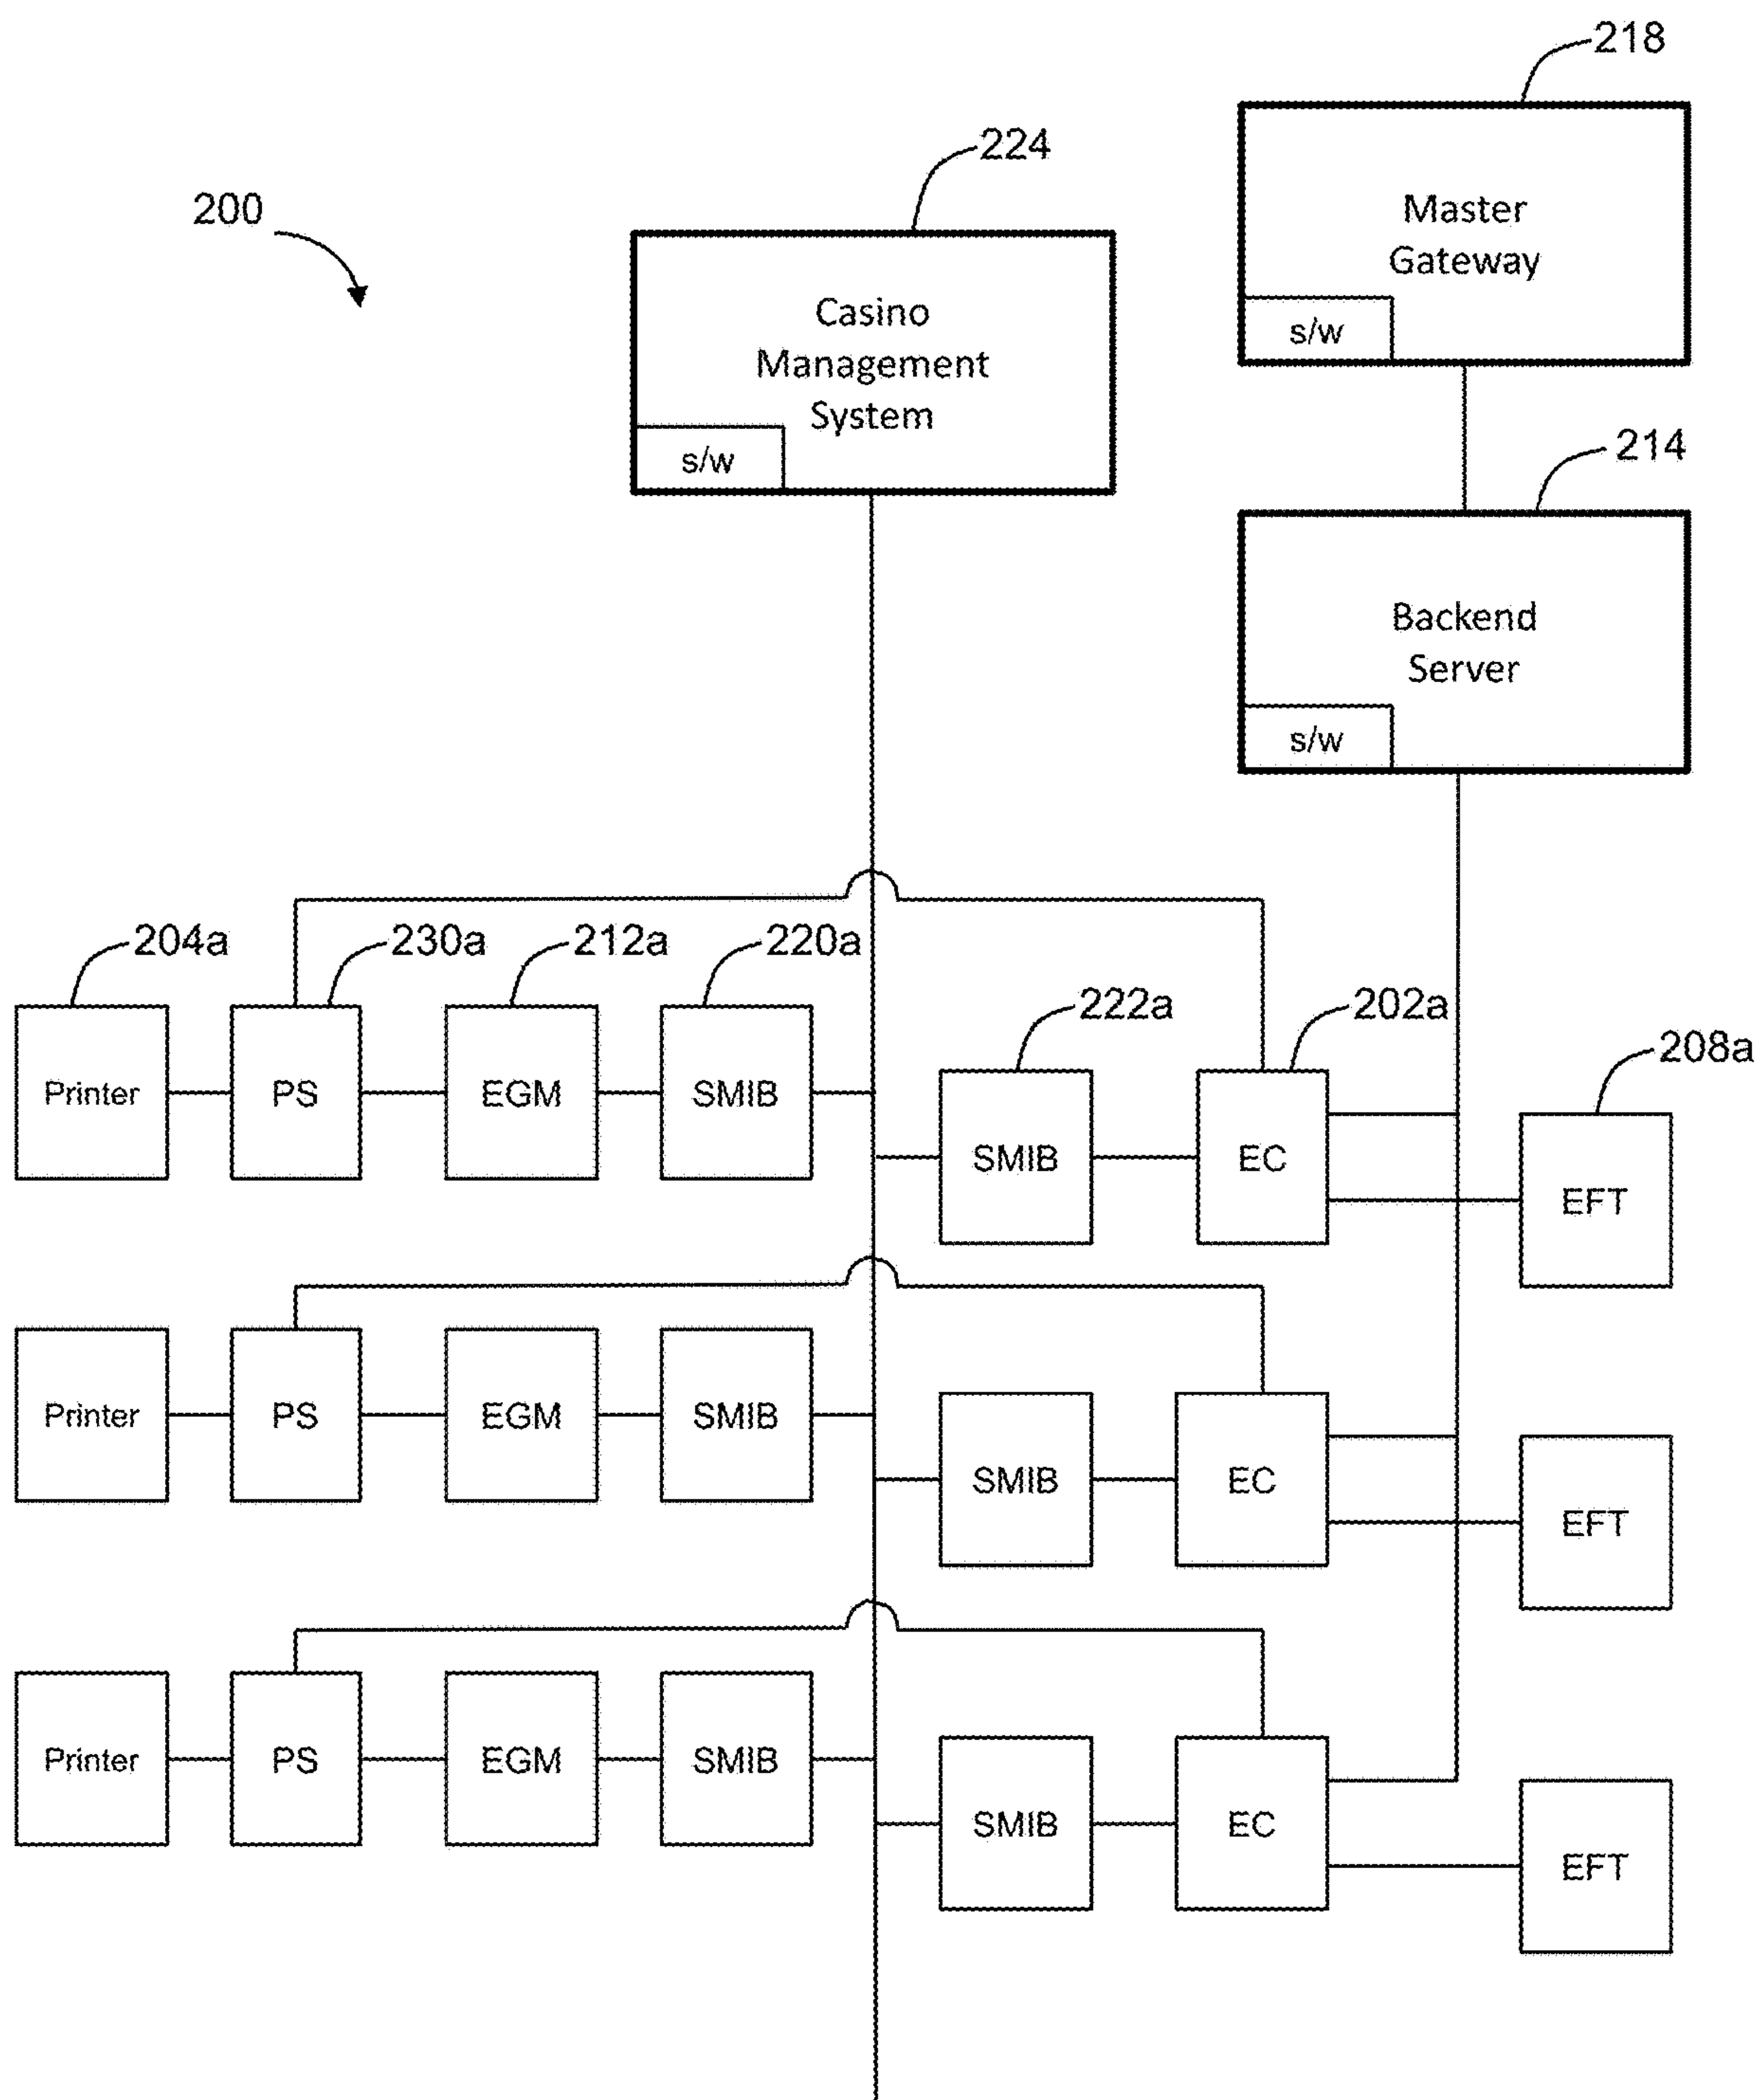 218
224
200
Master
Gateway
s/w
Casino
Management
System
s/w
214
Backend
Server
s/w
204a
230a
212a
220a
222a
202a
208a
Printer
PS
EGM
SMIB
SMIB
EC
EFT
Printer
PS
EGM
SMIB
SMIB
EC
EFT
Printer
PS
EGM
SMIB
SMIB
EC
EFT